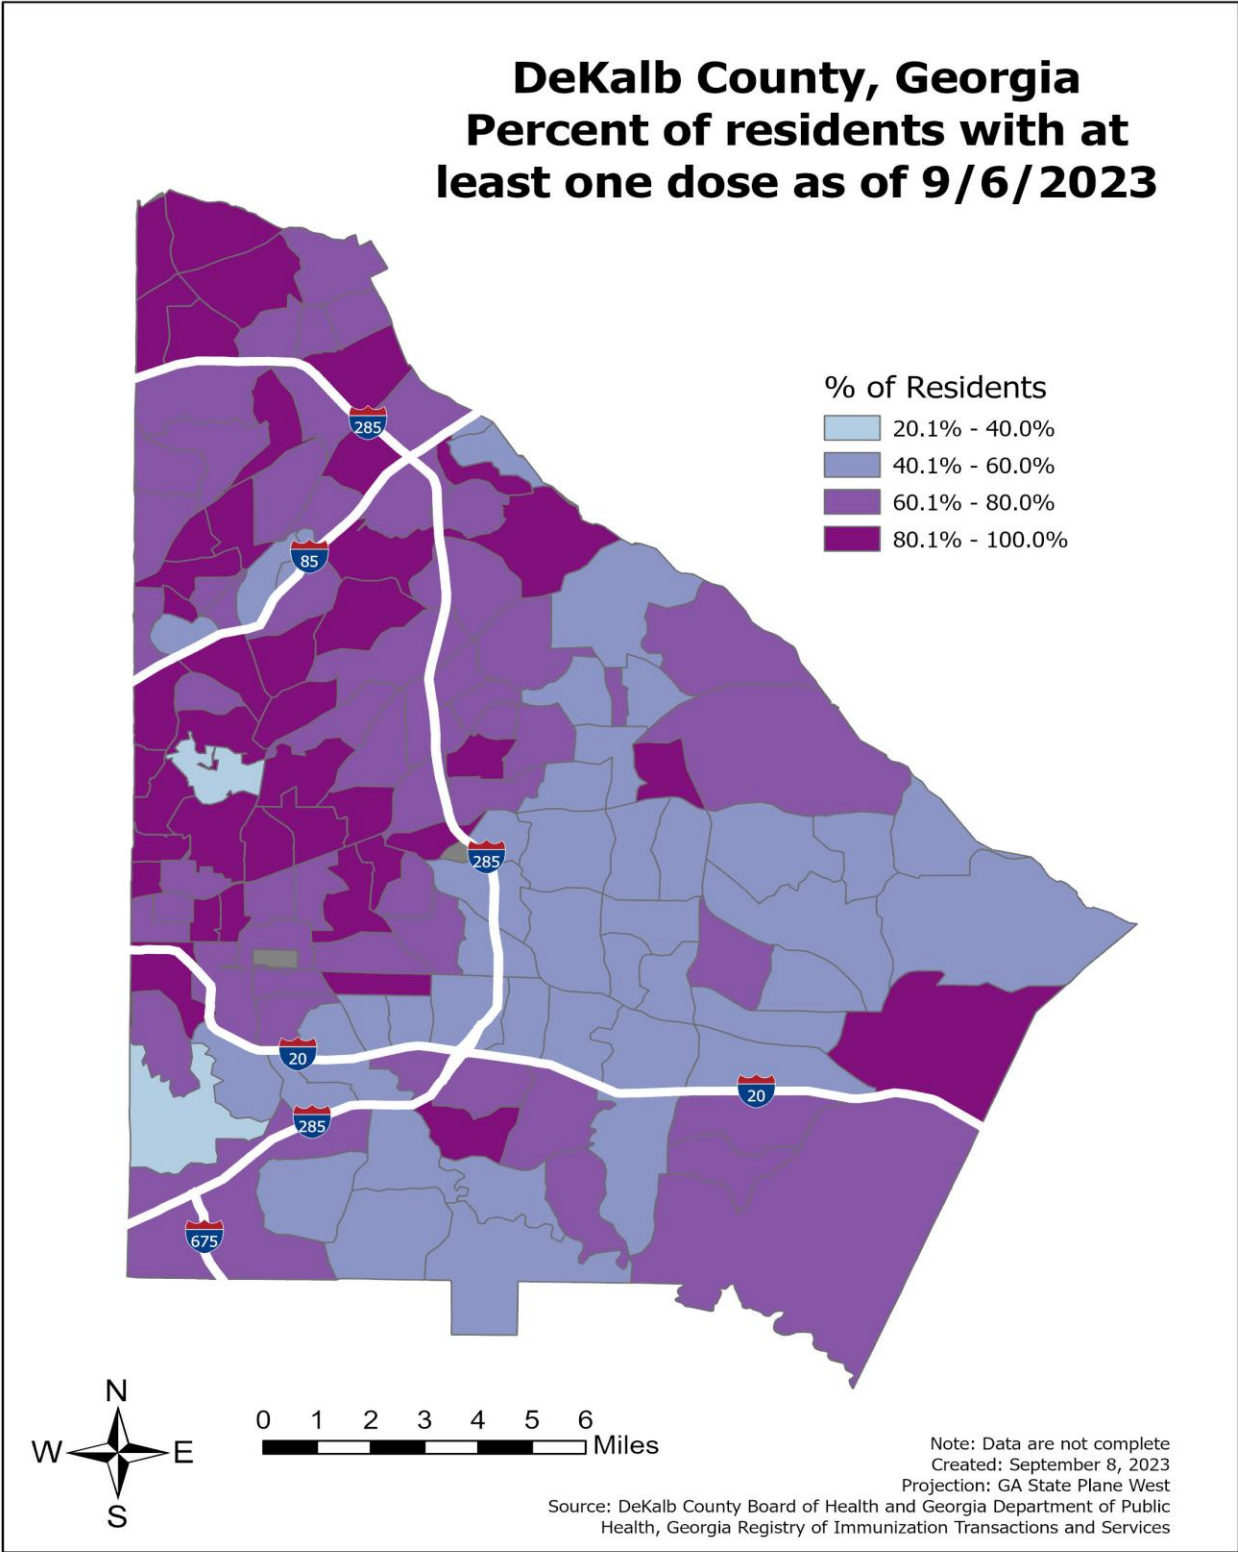 DeKalb County, Georgia
Percent of residents with at
least one dose as of 9/6/2023
% of Residents
20.1% - 40.0%
40.1% - 60.0%
60.1% - 80.0%
80.1% - 100.0%
285
85
285
20
20
285
675
N
W E
S
0 1 2 3 4 5 6
Miles
Note: Data are not complete
Created: September 8, 2023
Projection: GA State Plane West
Source: DeKalb County Board of Health and Georgia Department of Public
Health, Georgia Registry of Immunization Transactions and Services